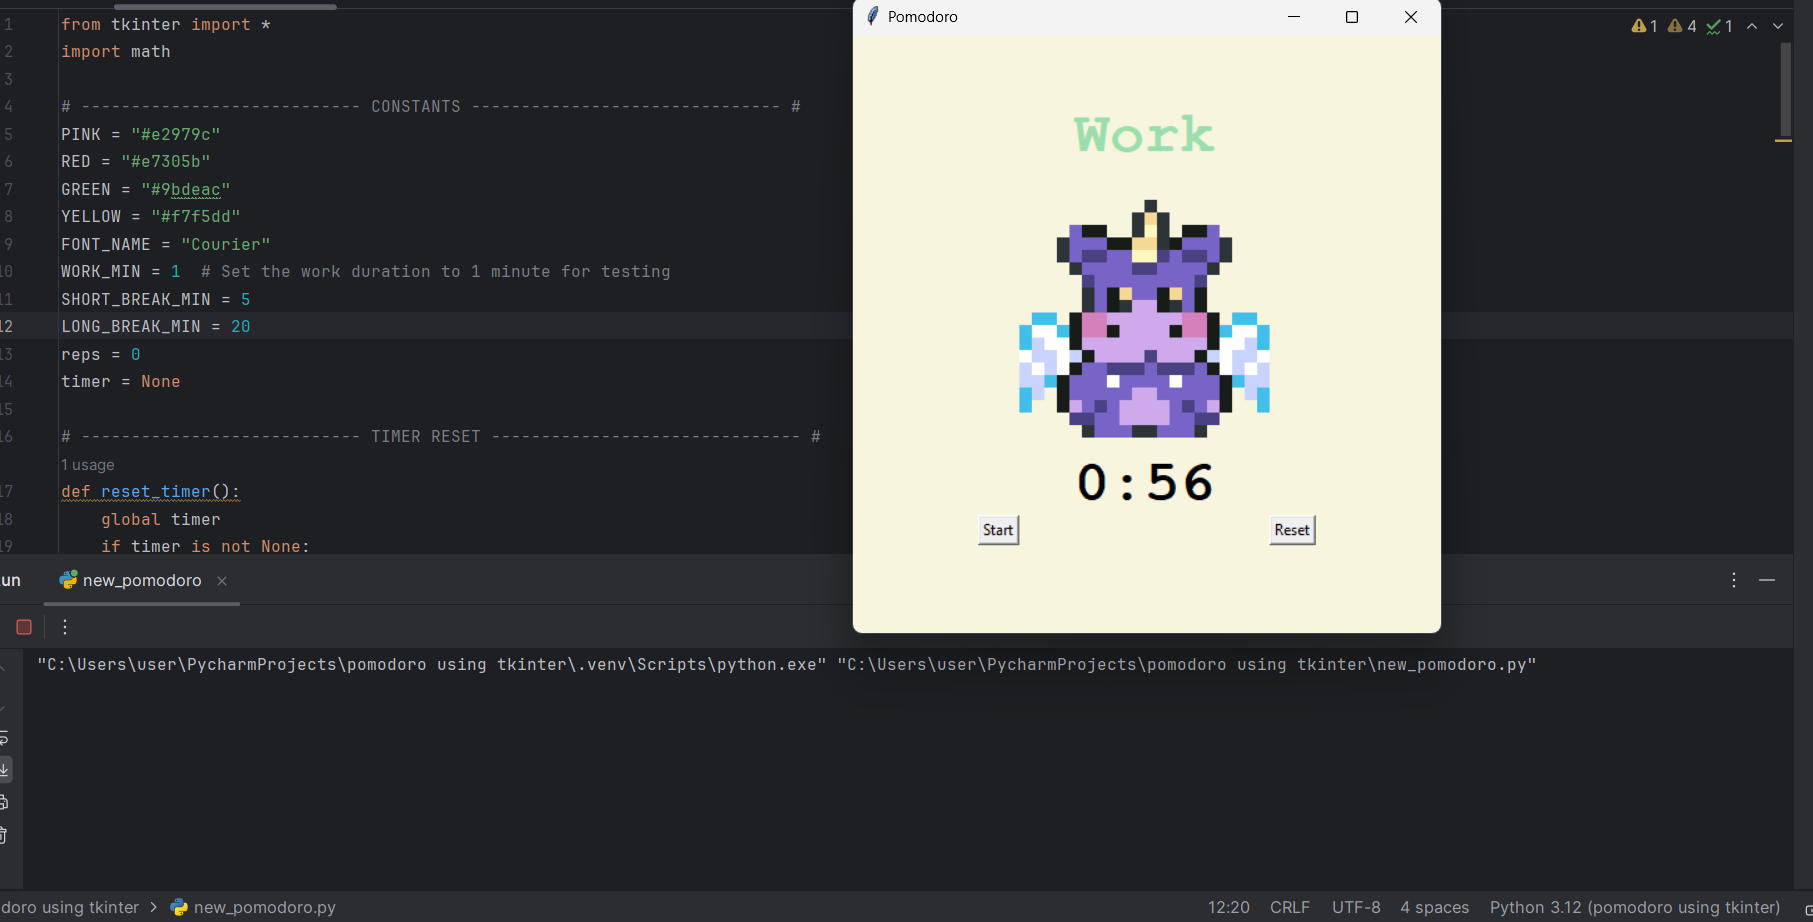 1 from tkinter import *
2 import math
3
4 # ---------------------------- CONSTANTS ------------------------------- #
5 PINK = "#e2979c"
6 RED = "#e7305b"
7 GREEN = "#9bdeac"
8 YELLOW = "#f7f5dd"
9 FONT_NAME = "Courier"
10 WORK_MIN = 1  # Set the work duration to 1 minute for testing
11 SHORT_BREAK_MIN = 5
12 LONG_BREAK_MIN = 20
13 reps = 0
14 timer = None
15
16 # ---------------------------- TIMER RESET ------------------------------- #
1 usage
17 def reset_timer():
18     global timer
19     if timer is not None:
Pomodoro
Work
0:56
Start Reset
1 4 1
un new_pomodoro
"C:\Users\user\PycharmProjects\pomodoro using tkinter\.venv\Scripts\python.exe" "C:\Users\user\PycharmProjects\pomodoro using tkinter\new_pomodoro.py"
doro using tkinter > new_pomodoro.py 12:20 CRLF UTF-8 4 spaces Python 3.12 (pomodoro using tkinter)